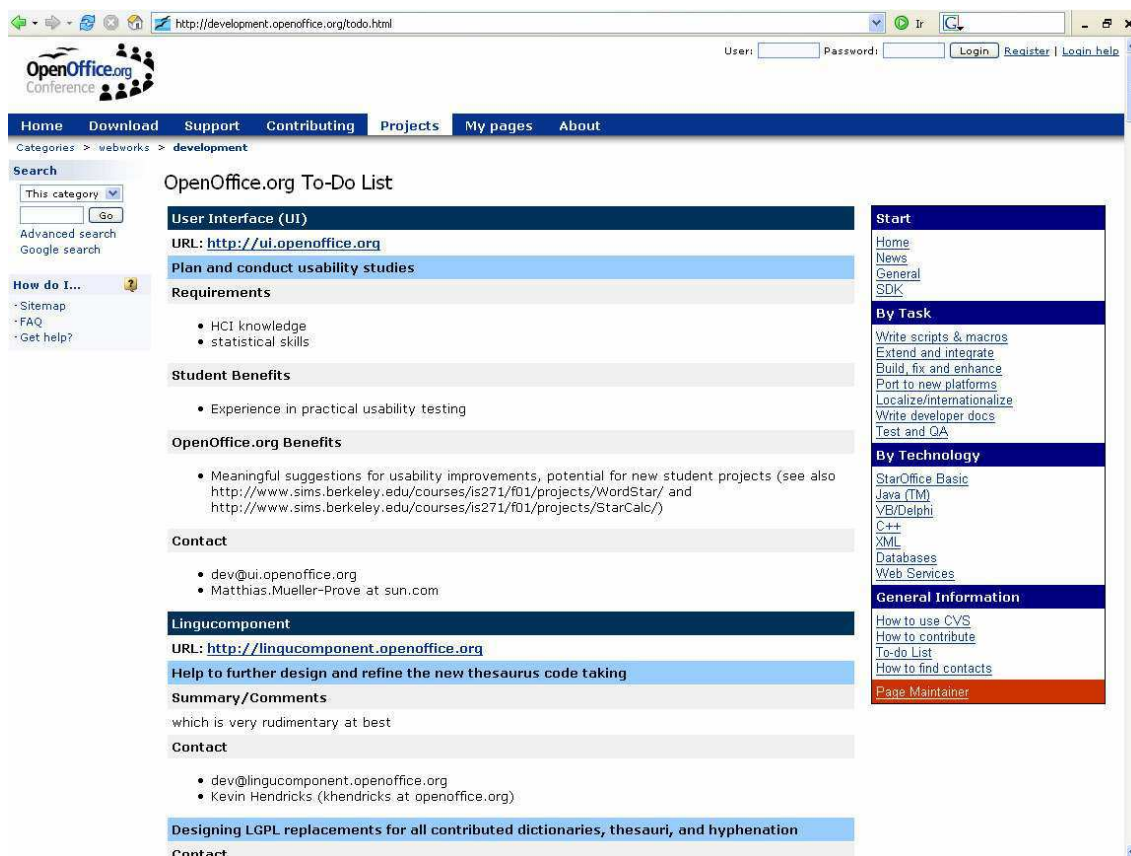 http://development.openoffice.org/todo.html
Ir
G
OpenOffice.org
Conference
User:
Password:
Login
Register | Login help
Home Download Support Contributing Projects My pages About
Categories > webworks > development
Search
This category
Go
Advanced search
Google search
How do I...
?
· Sitemap
· FAQ
· Get help?
OpenOffice.org To-Do List
User Interface (UI)
URL: http://ui.openoffice.org
Plan and conduct usability studies
Requirements
• HCI knowledge
• statistical skills
Student Benefits
• Experience in practical usability testing
OpenOffice.org Benefits
• Meaningful suggestions for usability improvements, potential for new student projects (see also
http://www.sims.berkeley.edu/courses/is271/f01/projects/WordStar/ and
http://www.sims.berkeley.edu/courses/is271/f01/projects/StarCalc/)
Contact
• dev@ui.openoffice.org
• Matthias.Mueller-Prove at sun.com
Lingucomponent
URL: http://lingucomponent.openoffice.org
Help to further design and refine the new thesaurus code taking
Summary/Comments
which is very rudimentary at best
Contact
• dev@lingucomponent.openoffice.org
• Kevin Hendricks (khendricks at openoffice.org)
Designing LGPL replacements for all contributed dictionaries, thesauri, and hyphenation
Contact
Start
Home
News
General
SDK
By Task
Write scripts & macros
Extend and integrate
Build, fix and enhance
Port to new platforms
Localize/internationalize
Write developer docs
Test and QA
By Technology
StarOffice Basic
Java (TM)
VB/Delphi
C++
XML
Databases
Web Services
General Information
How to use CVS
How to contribute
To-do List
How to find contacts
Page Maintainer